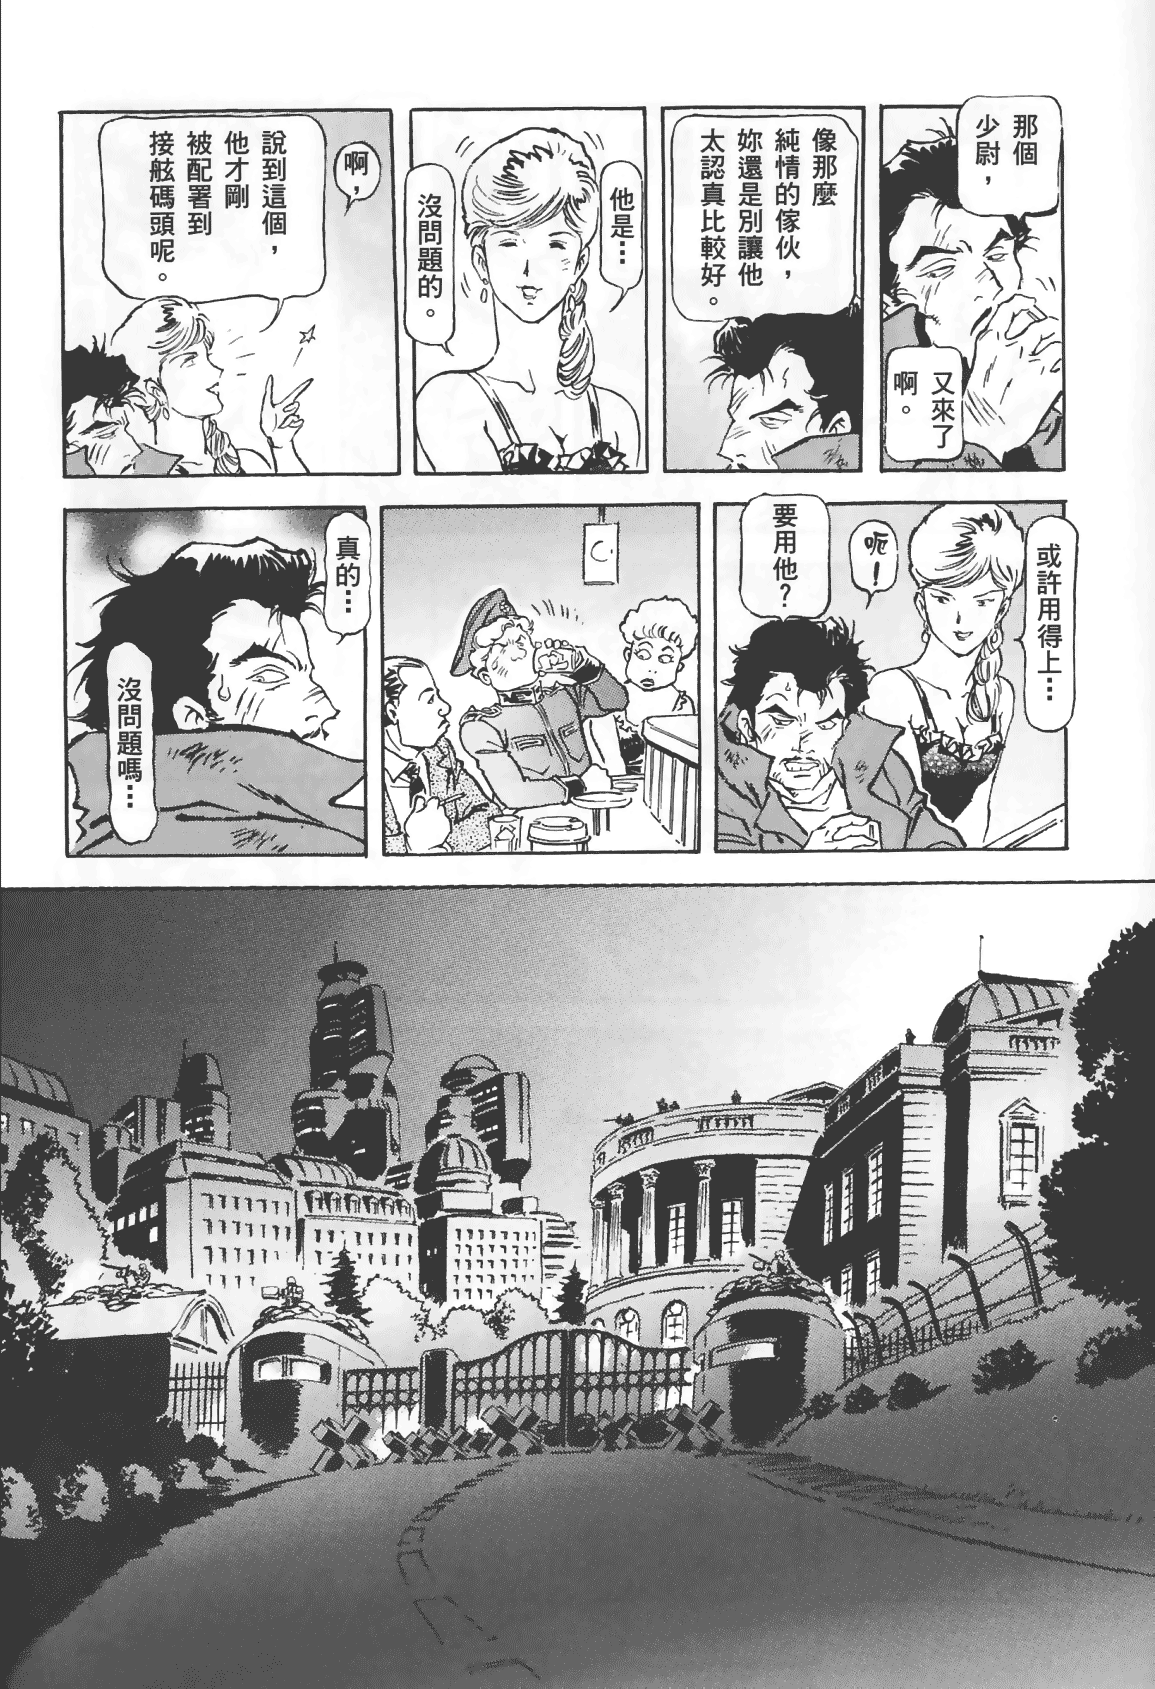 那個
少尉，
又來了
啊。
像那麼
純情的傢伙，
妳還是別讓他
太認真比較好。
他是…
沒問題的。
啊，
說到這個，
他才剛
被配署到
接舷碼頭呢。
或許用得上…
呃！
要用他？
真的…
沒問題嗎…